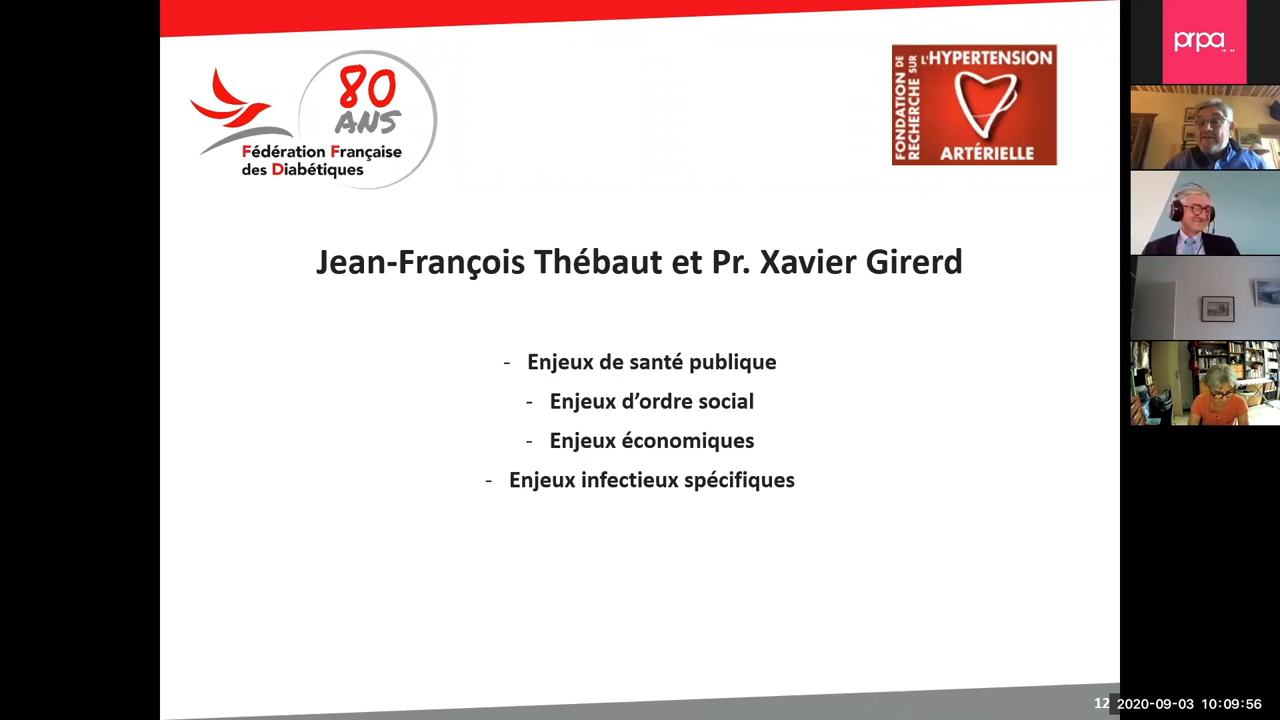 80
ANS
Fédération Française
des Diabétiques
FONDATION DE
RECHERCHE SUR
L'HYPERTENSION
ARTÉRIELLE
prpa
Jean-François Thébaut et Pr. Xavier Girerd
- Enjeux de santé publique
- Enjeux d’ordre social
- Enjeux économiques
- Enjeux infectieux spécifiques
12
2020-09-03 10:09:56